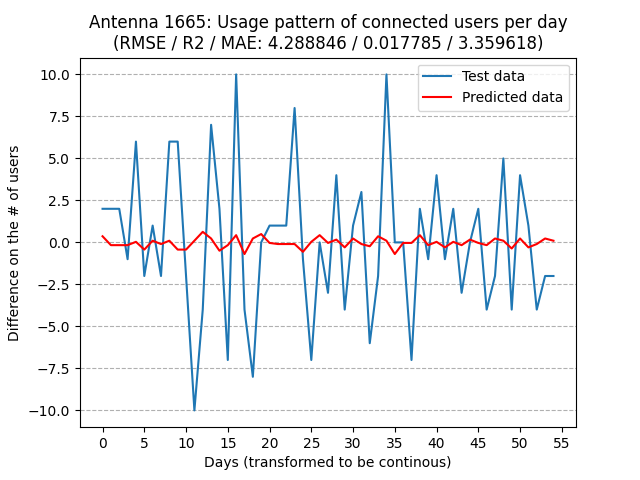 Antenna 1665: Usage pattern of connected users per day
(RMSE / R2 / MAE: 4.288846 / 0.017785 / 3.359618)
Test data
Predicted data
Difference on the # of users
10.0
7.5
5.0
2.5
0.0
−2.5
−5.0
−7.5
−10.0
0 5 10 15 20 25 30 35 40 45 50 55
Days (transformed to be continous)